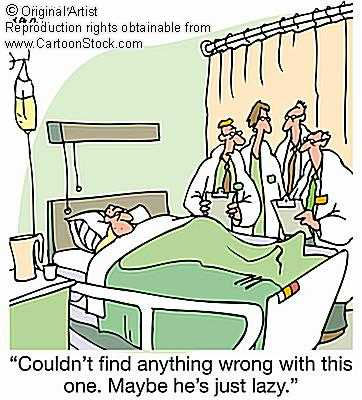 © Original Artist
Reproduction rights obtainable from
www.CartoonStock.com
"Couldn't find anything wrong with this
one. Maybe he's just lazy."